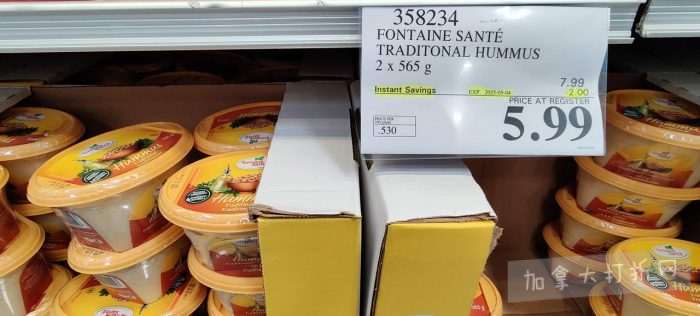 358234
FONTAINE SANTÉ
TRADITONAL HUMMUS
2 x 565 g
7.99
Instant Savings
2.00
PRICE AT REGISTER
5.99
.530
Hummus
加拿大打折网